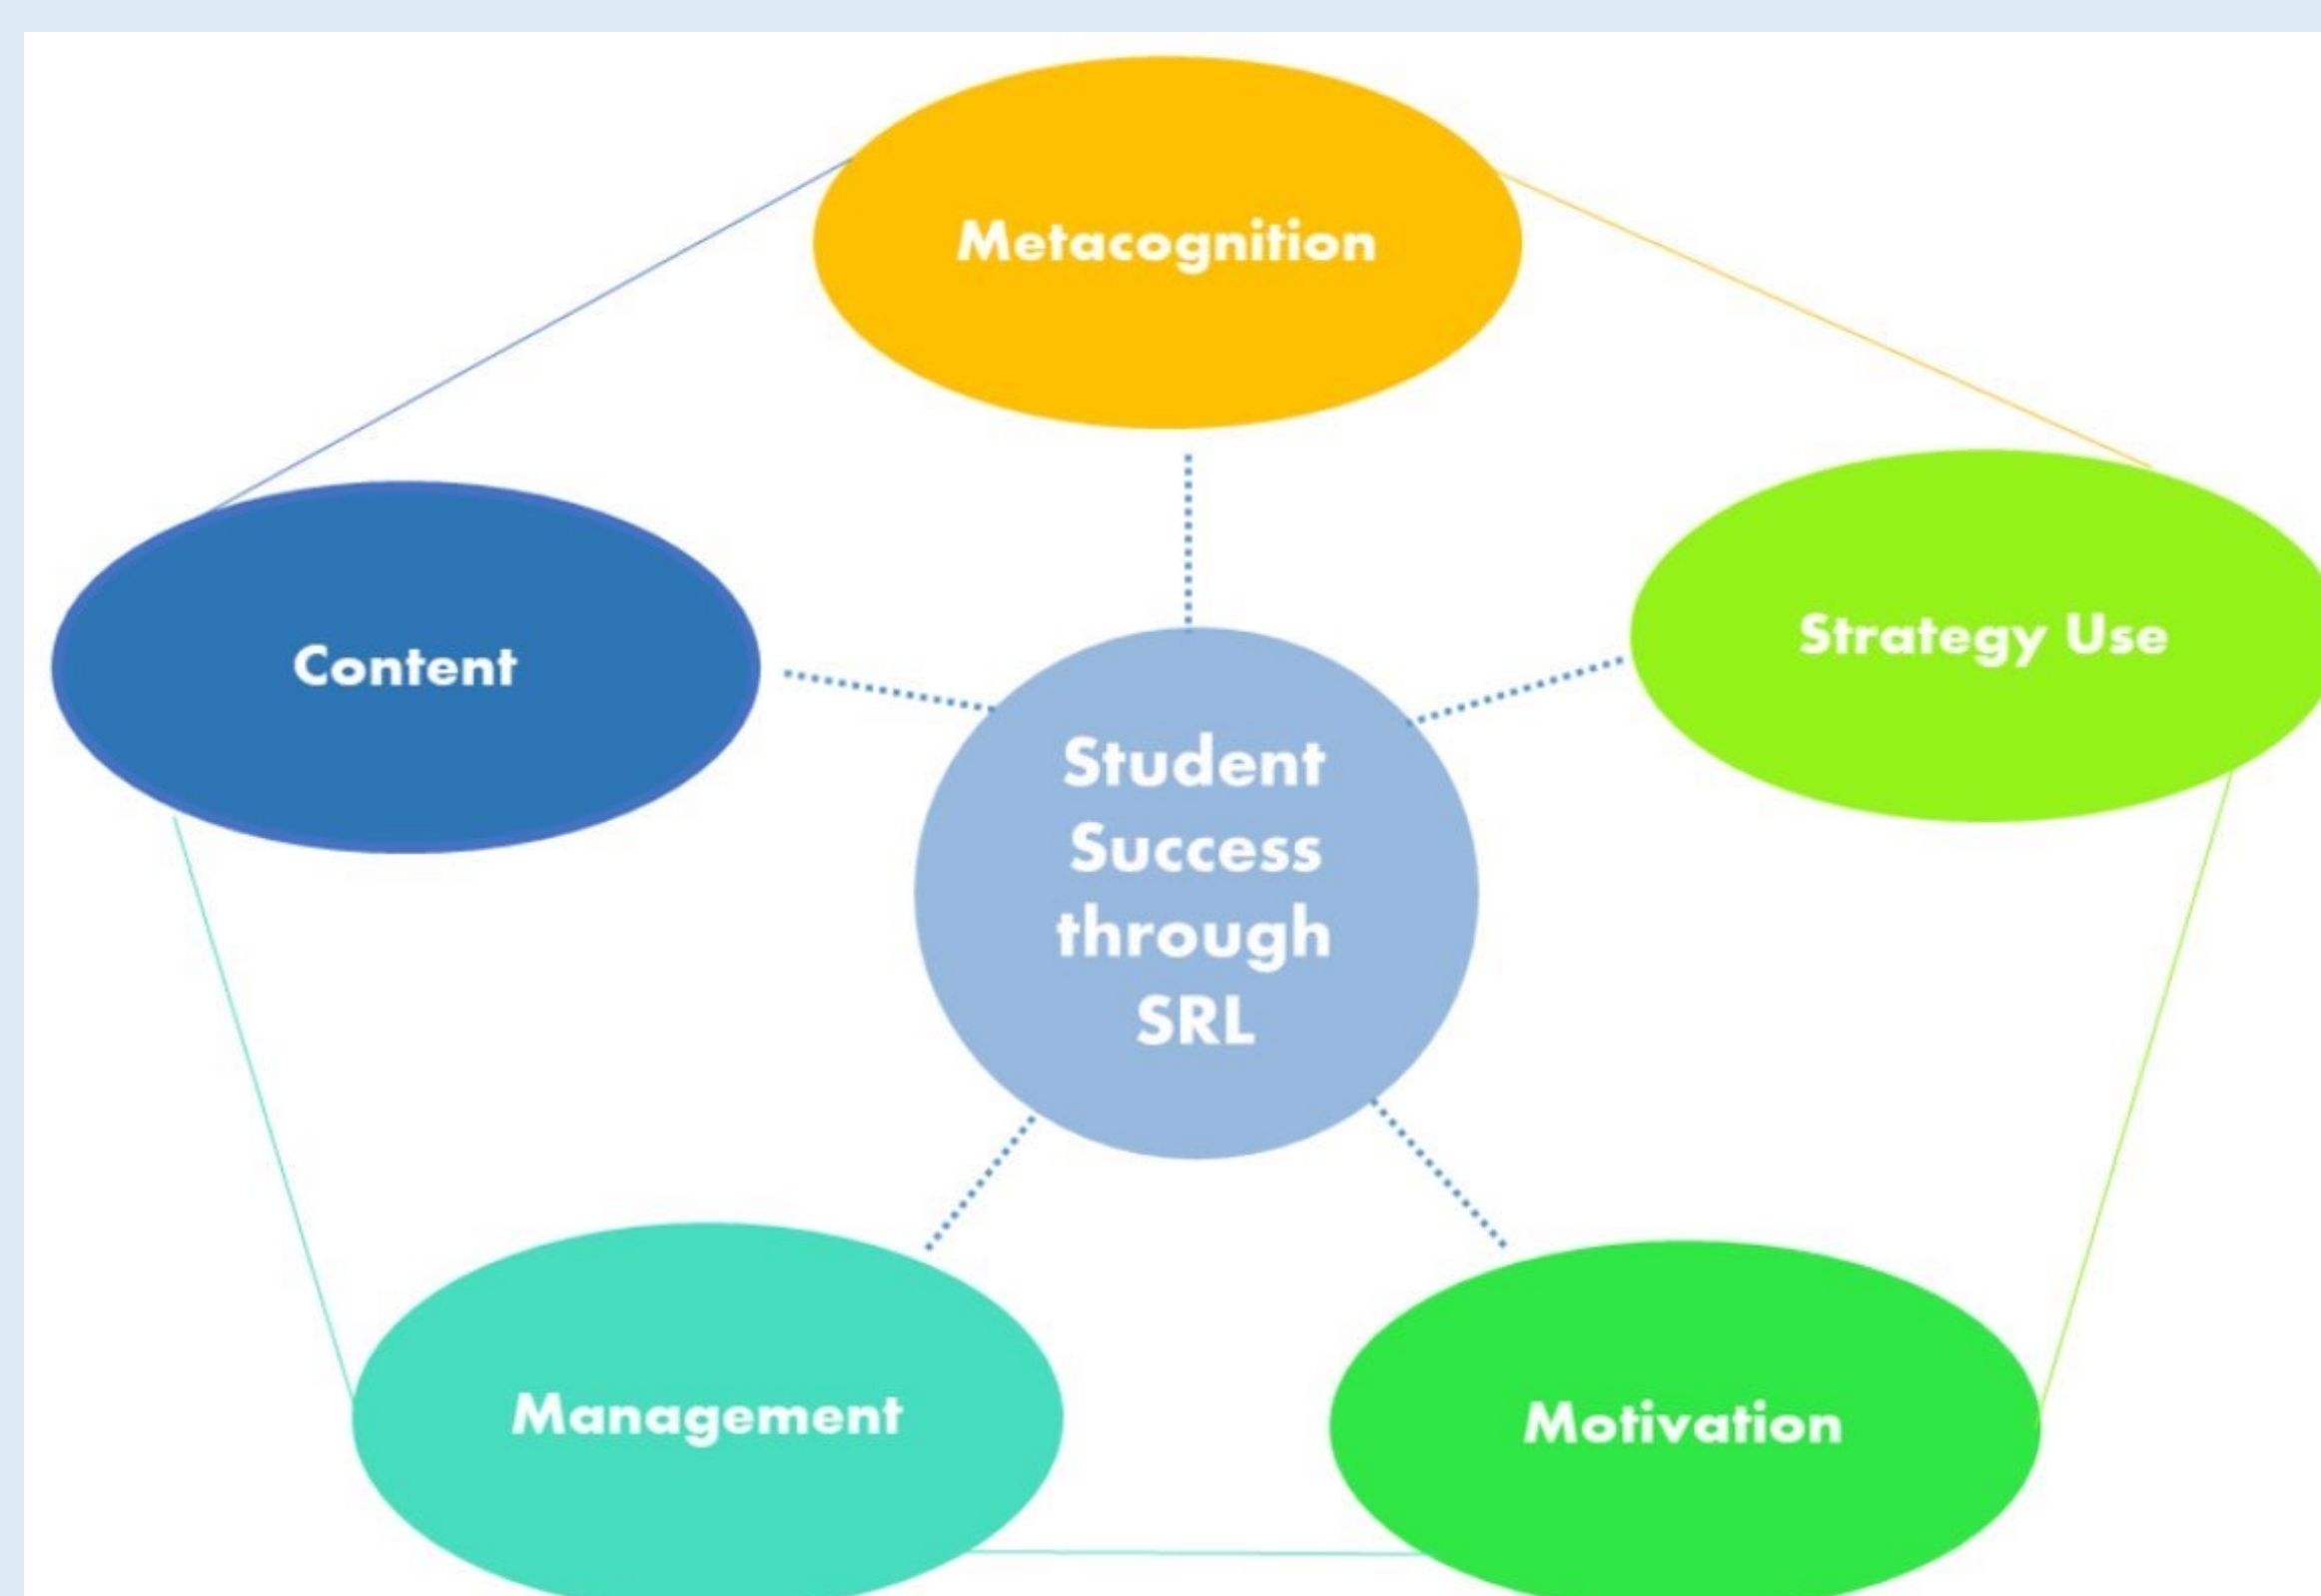 Metacognition
Content
Strategy Use
Student
Success
through
SRL
Management
Motivation